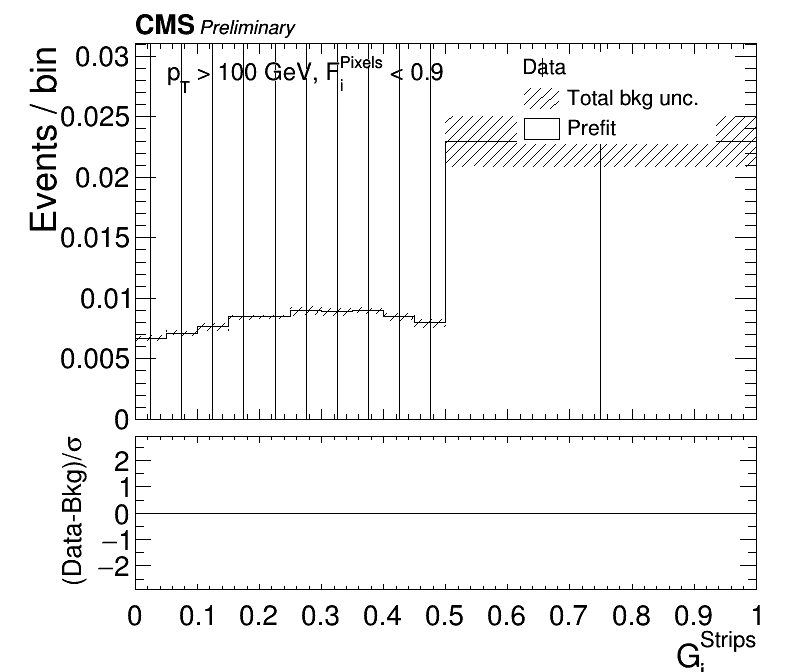 CMS Preliminary
p_T > 100 GeV, F_i^Pixels < 0.9
Data
Total bkg unc.
Prefit
Events / bin
0.03
0.025
0.02
0.015
0.01
0.005
0
(Data-Bkg)/σ
2
1
0
−1
−2
0 0.1 0.2 0.3 0.4 0.5 0.6 0.7 0.8 0.9 1
G_i^Strips